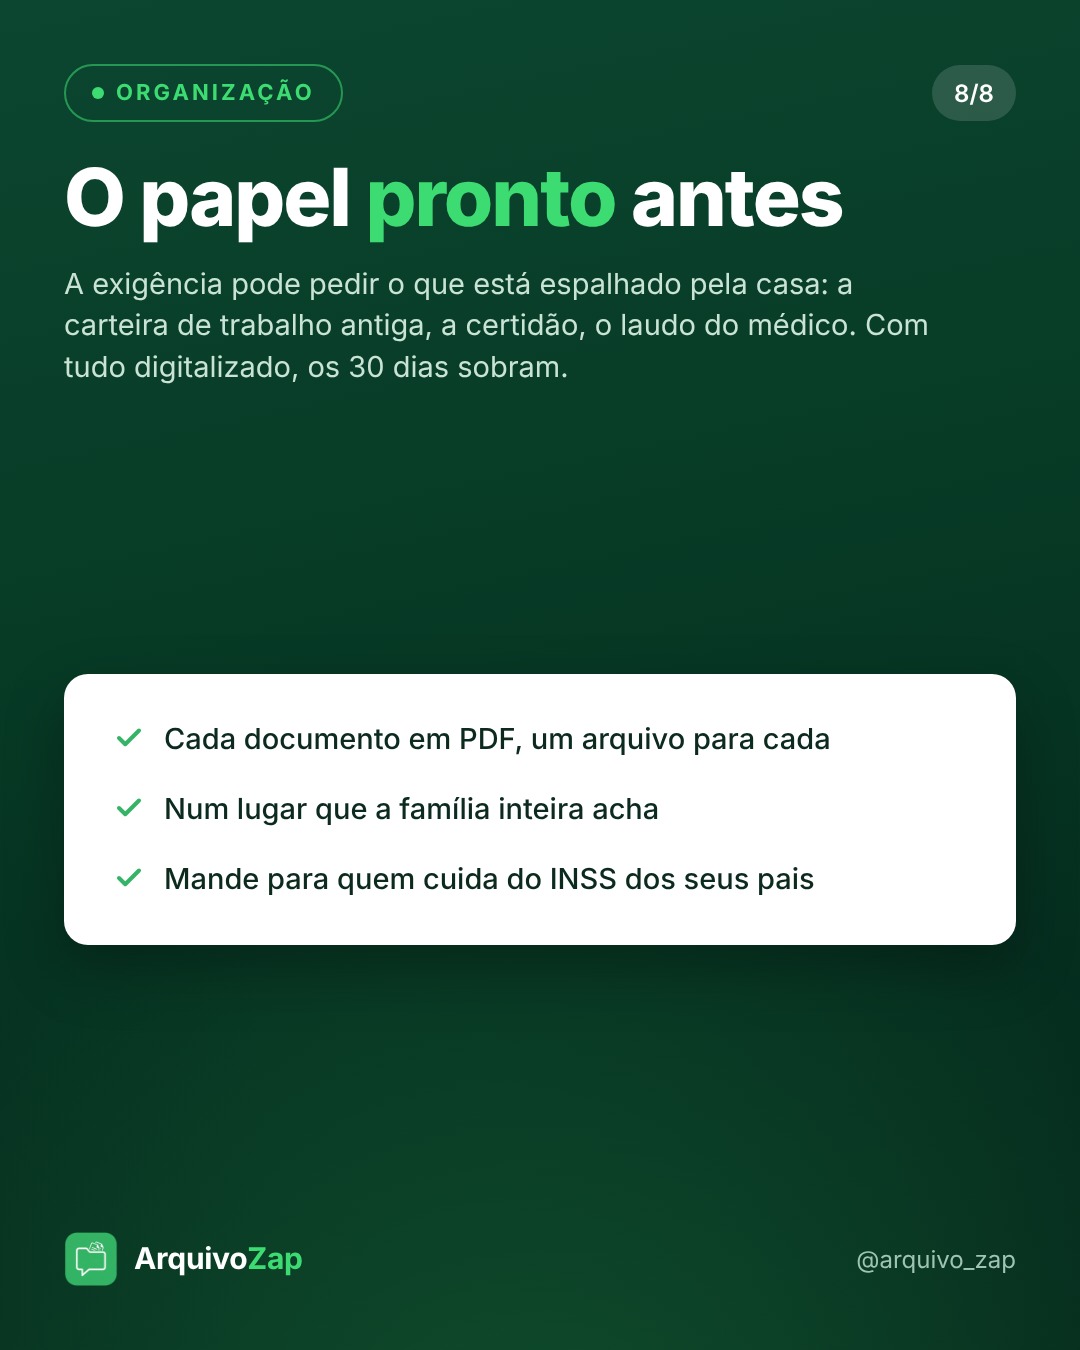 ORGANIZAÇÃO
8/8
O papel pronto antes
A exigência pode pedir o que está espalhado pela casa: a
carteira de trabalho antiga, a certidão, o laudo do médico. Com
tudo digitalizado, os 30 dias sobram.
Cada documento em PDF, um arquivo para cada
Num lugar que a família inteira acha
Mande para quem cuida do INSS dos seus pais
ArquivoZap
@arquivo_zap